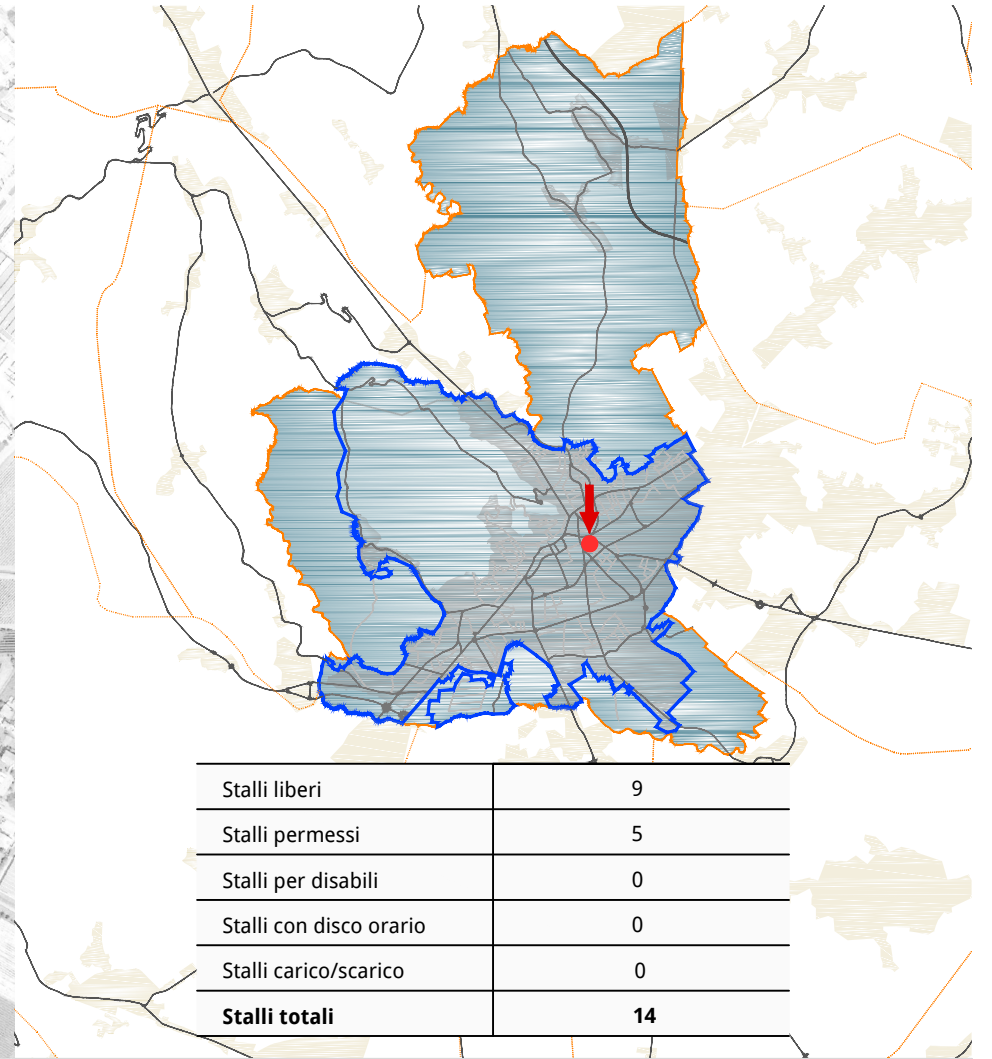 Stalli liberi 9
Stalli permessi 5
Stalli per disabili 0
Stalli con disco orario 0
Stalli carico/scarico 0
Stalli totali 14